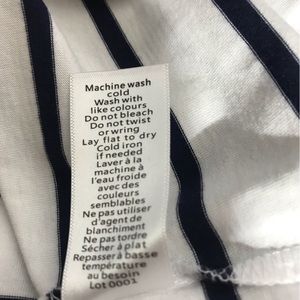 Machine wash
cold
Wash with
like colours
Do not bleach
Do not twist
or wring
Lay flat to dry
Cold iron
if needed
Laver à la
machine à
l'eau froide
avec des
couleurs
semblables
Ne pas utiliser
d'agent de
blanchiment
Ne pas tordre
Sécher à plat
Repasser à basse
température
au besoin
Lot 0001